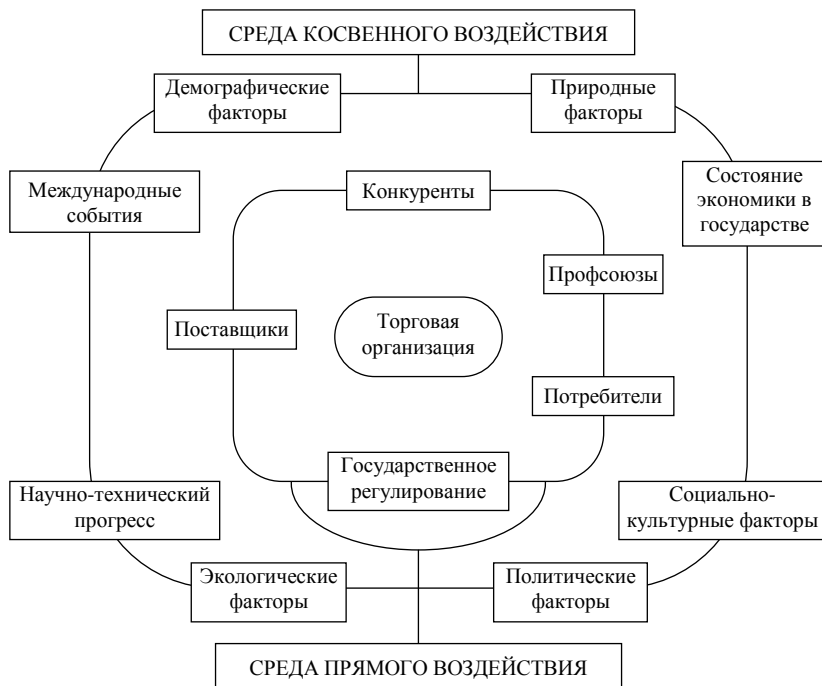 СРЕДА КОСВЕННОГО ВОЗДЕЙСТВИЯ
Демографические
факторы
Природные
факторы
Международные
события
Конкуренты
Состояние
экономики в
государстве
Профсоюзы
Поставщики
Торговая
организация
Потребители
Государственное
регулирование
Научно-технический
прогресс
Социально-
культурные факторы
Экологические
факторы
Политические
факторы
СРЕДА ПРЯМОГО ВОЗДЕЙСТВИЯ